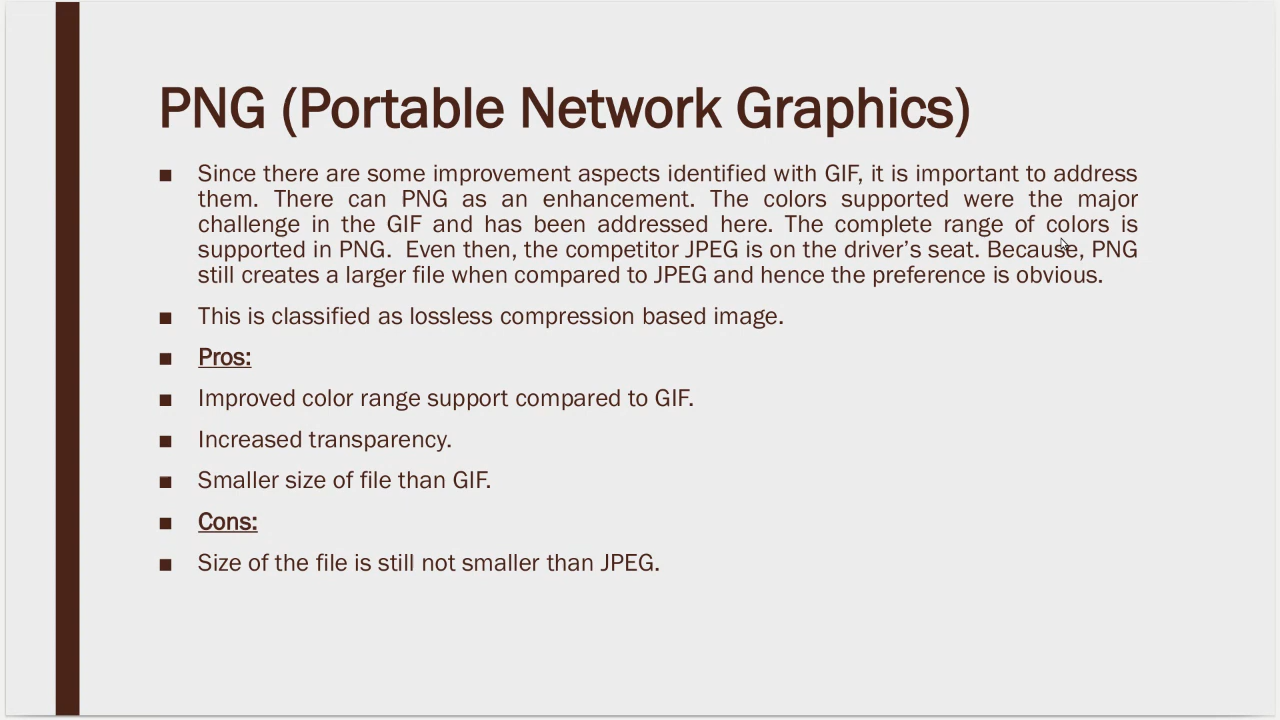 PNG (Portable Network Graphics)
■ Since there are some improvement aspects identified with GIF, it is important to address
them. There can PNG as an enhancement. The colors supported were the major
challenge in the GIF and has been addressed here. The complete range of colors is
supported in PNG.  Even then, the competitor JPEG is on the driver’s seat. Because, PNG
still creates a larger file when compared to JPEG and hence the preference is obvious.
■ This is classified as lossless compression based image.
■ Pros:
■ Improved color range support compared to GIF.
■ Increased transparency.
■ Smaller size of file than GIF.
■ Cons:
■ Size of the file is still not smaller than JPEG.